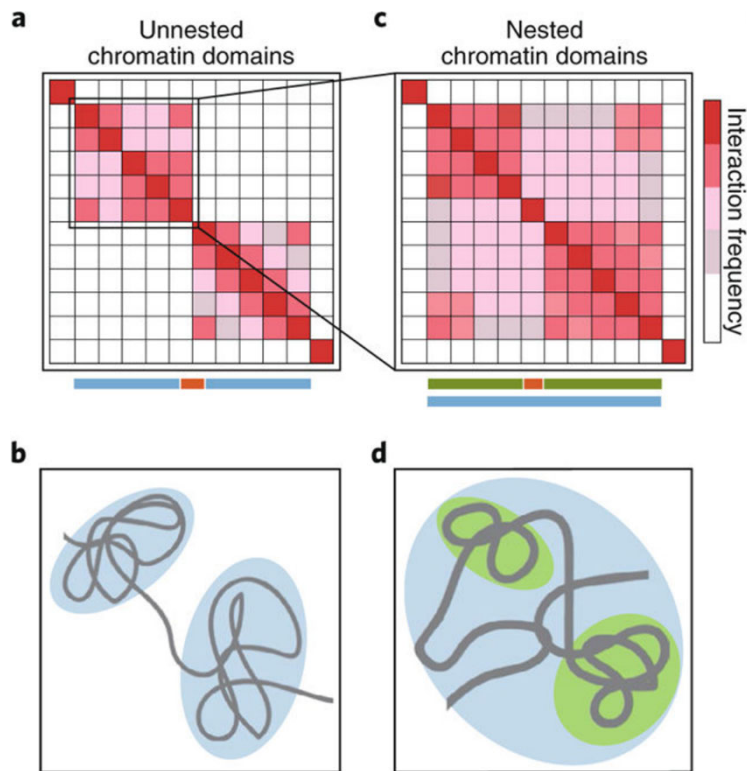 a
Unnested
chromatin domains
c
Nested
chromatin domains
Interaction frequency
b
d